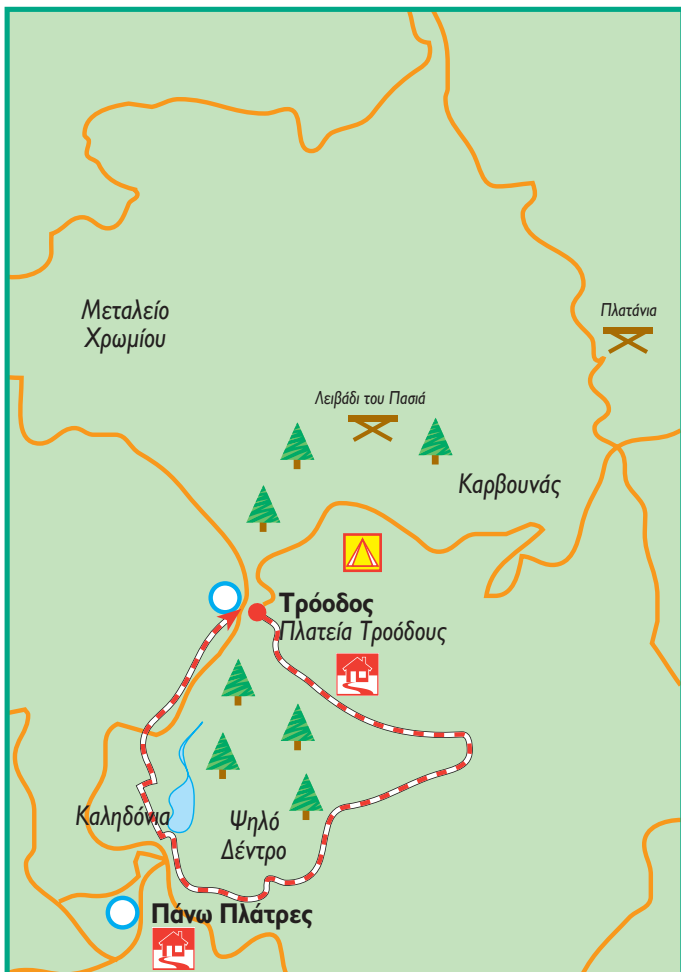 Μεταλείο
Χρωμίου
Πλατάνια
Λειβάδι του Πασιά
Καρβουνάς
Τρόοδος
Πλατεία Τροόδους
Καληδόνια
Ψηλό
Δέντρο
Πάνω Πλάτρες